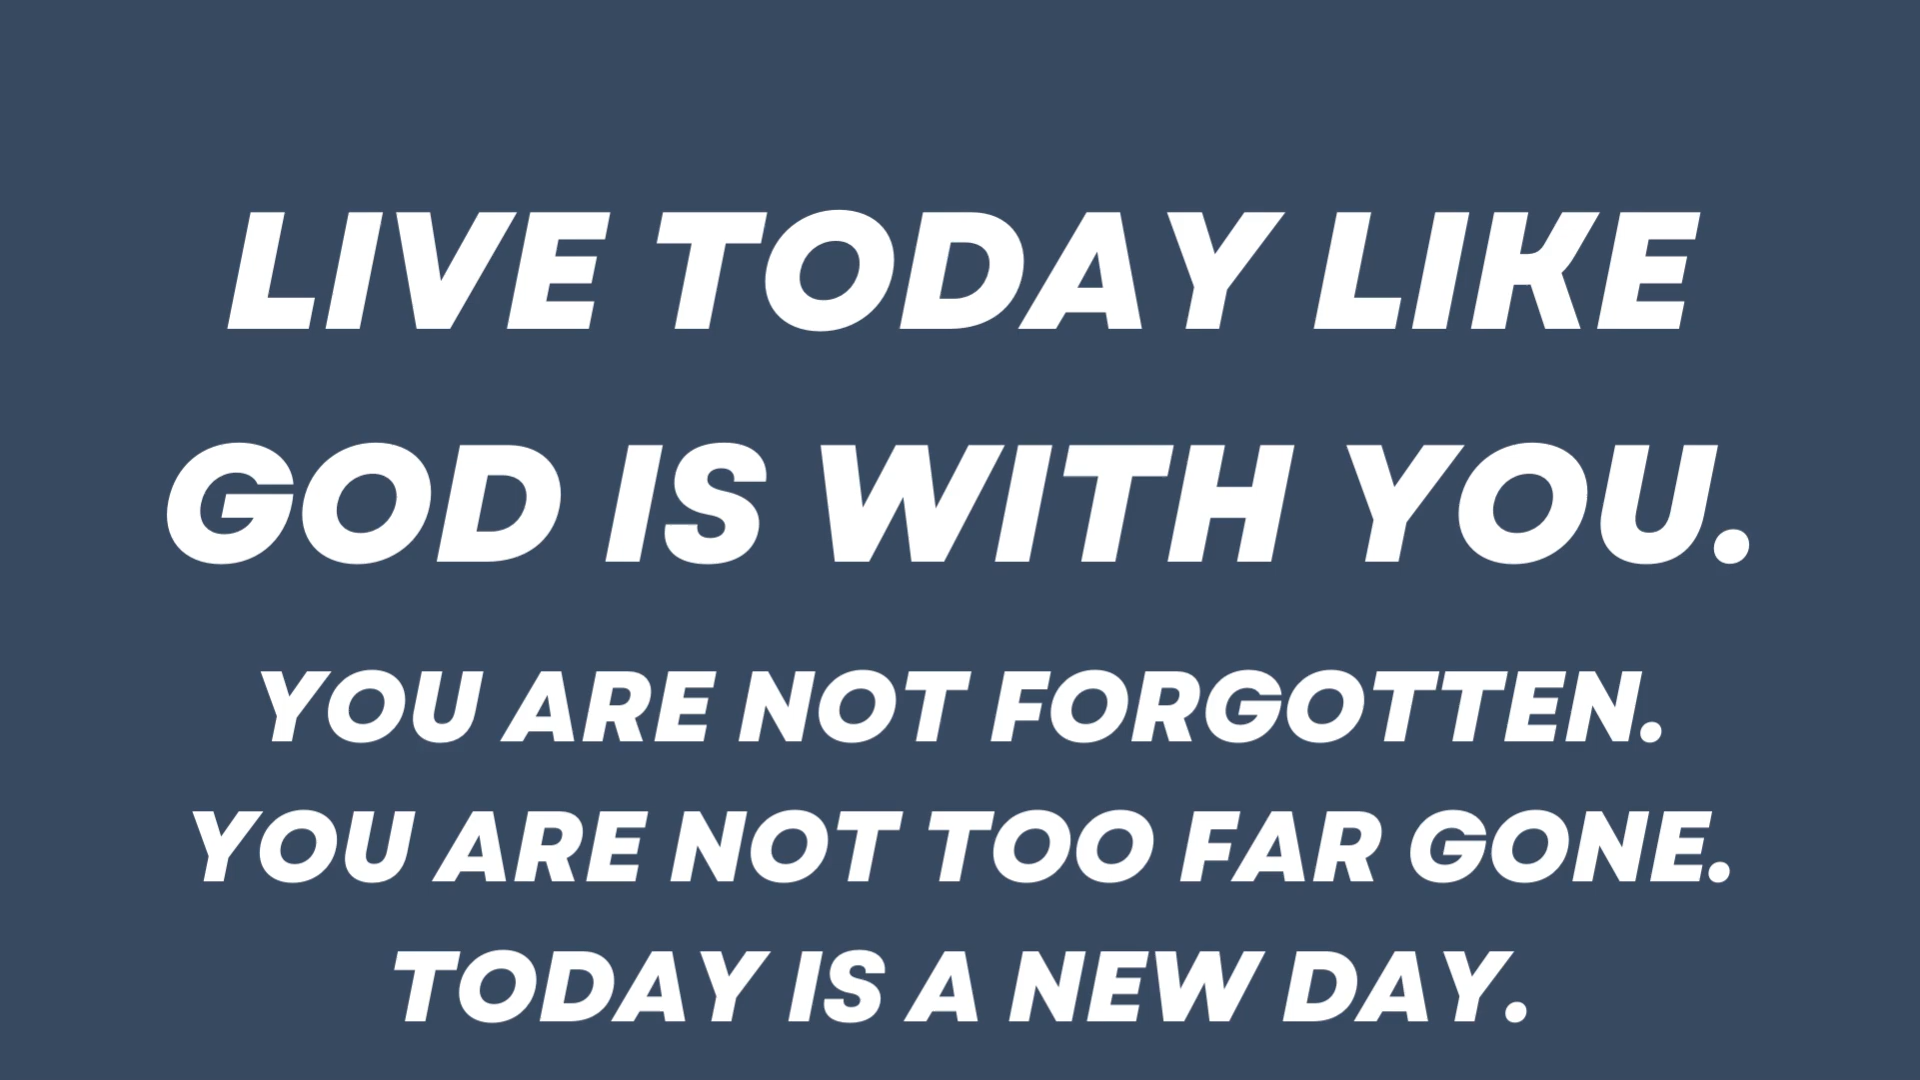 LIVE TODAY LIKE
GOD IS WITH YOU.
YOU ARE NOT FORGOTTEN.
YOU ARE NOT TOO FAR GONE.
TODAY IS A NEW DAY.